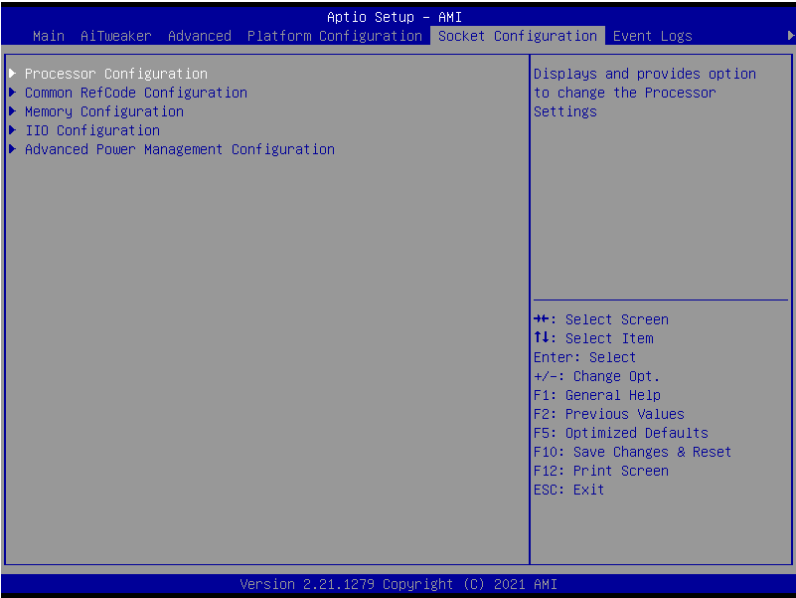 Aptio Setup – AMI
Main AiTweaker Advanced Platform Configuration Socket Configuration Event Logs
Processor Configuration
Common RefCode Configuration
Memory Configuration
IIO Configuration
Advanced Power Management Configuration
Displays and provides option
to change the Processor
Settings
→←: Select Screen
↑↓: Select Item
Enter: Select
+/-: Change Opt.
F1: General Help
F2: Previous Values
F5: Optimized Defaults
F10: Save Changes & Reset
F12: Print Screen
ESC: Exit
Version 2.21.1279 Copyright (C) 2021 AMI